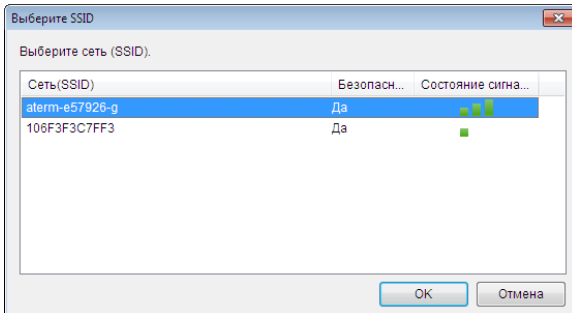 Выберите SSID
Выберите сеть (SSID).
Сеть(SSID) Безопасн... Состояние сигна...
aterm-e57926-g Да
106F3F3C7FF3 Да
OK Отмена